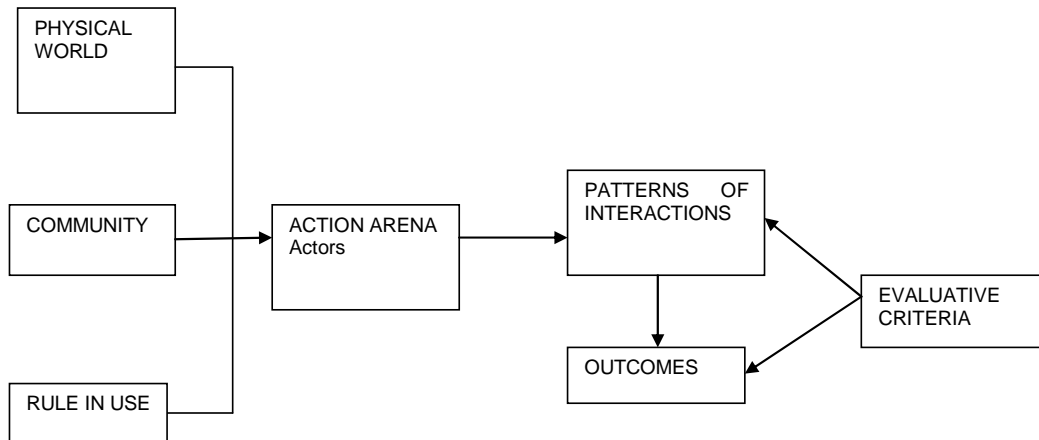 PHYSICAL
WORLD
COMMUNITY
RULE IN USE
ACTION ARENA
Actors
PATTERNS OF
INTERACTIONS
OUTCOMES
EVALUATIVE
CRITERIA